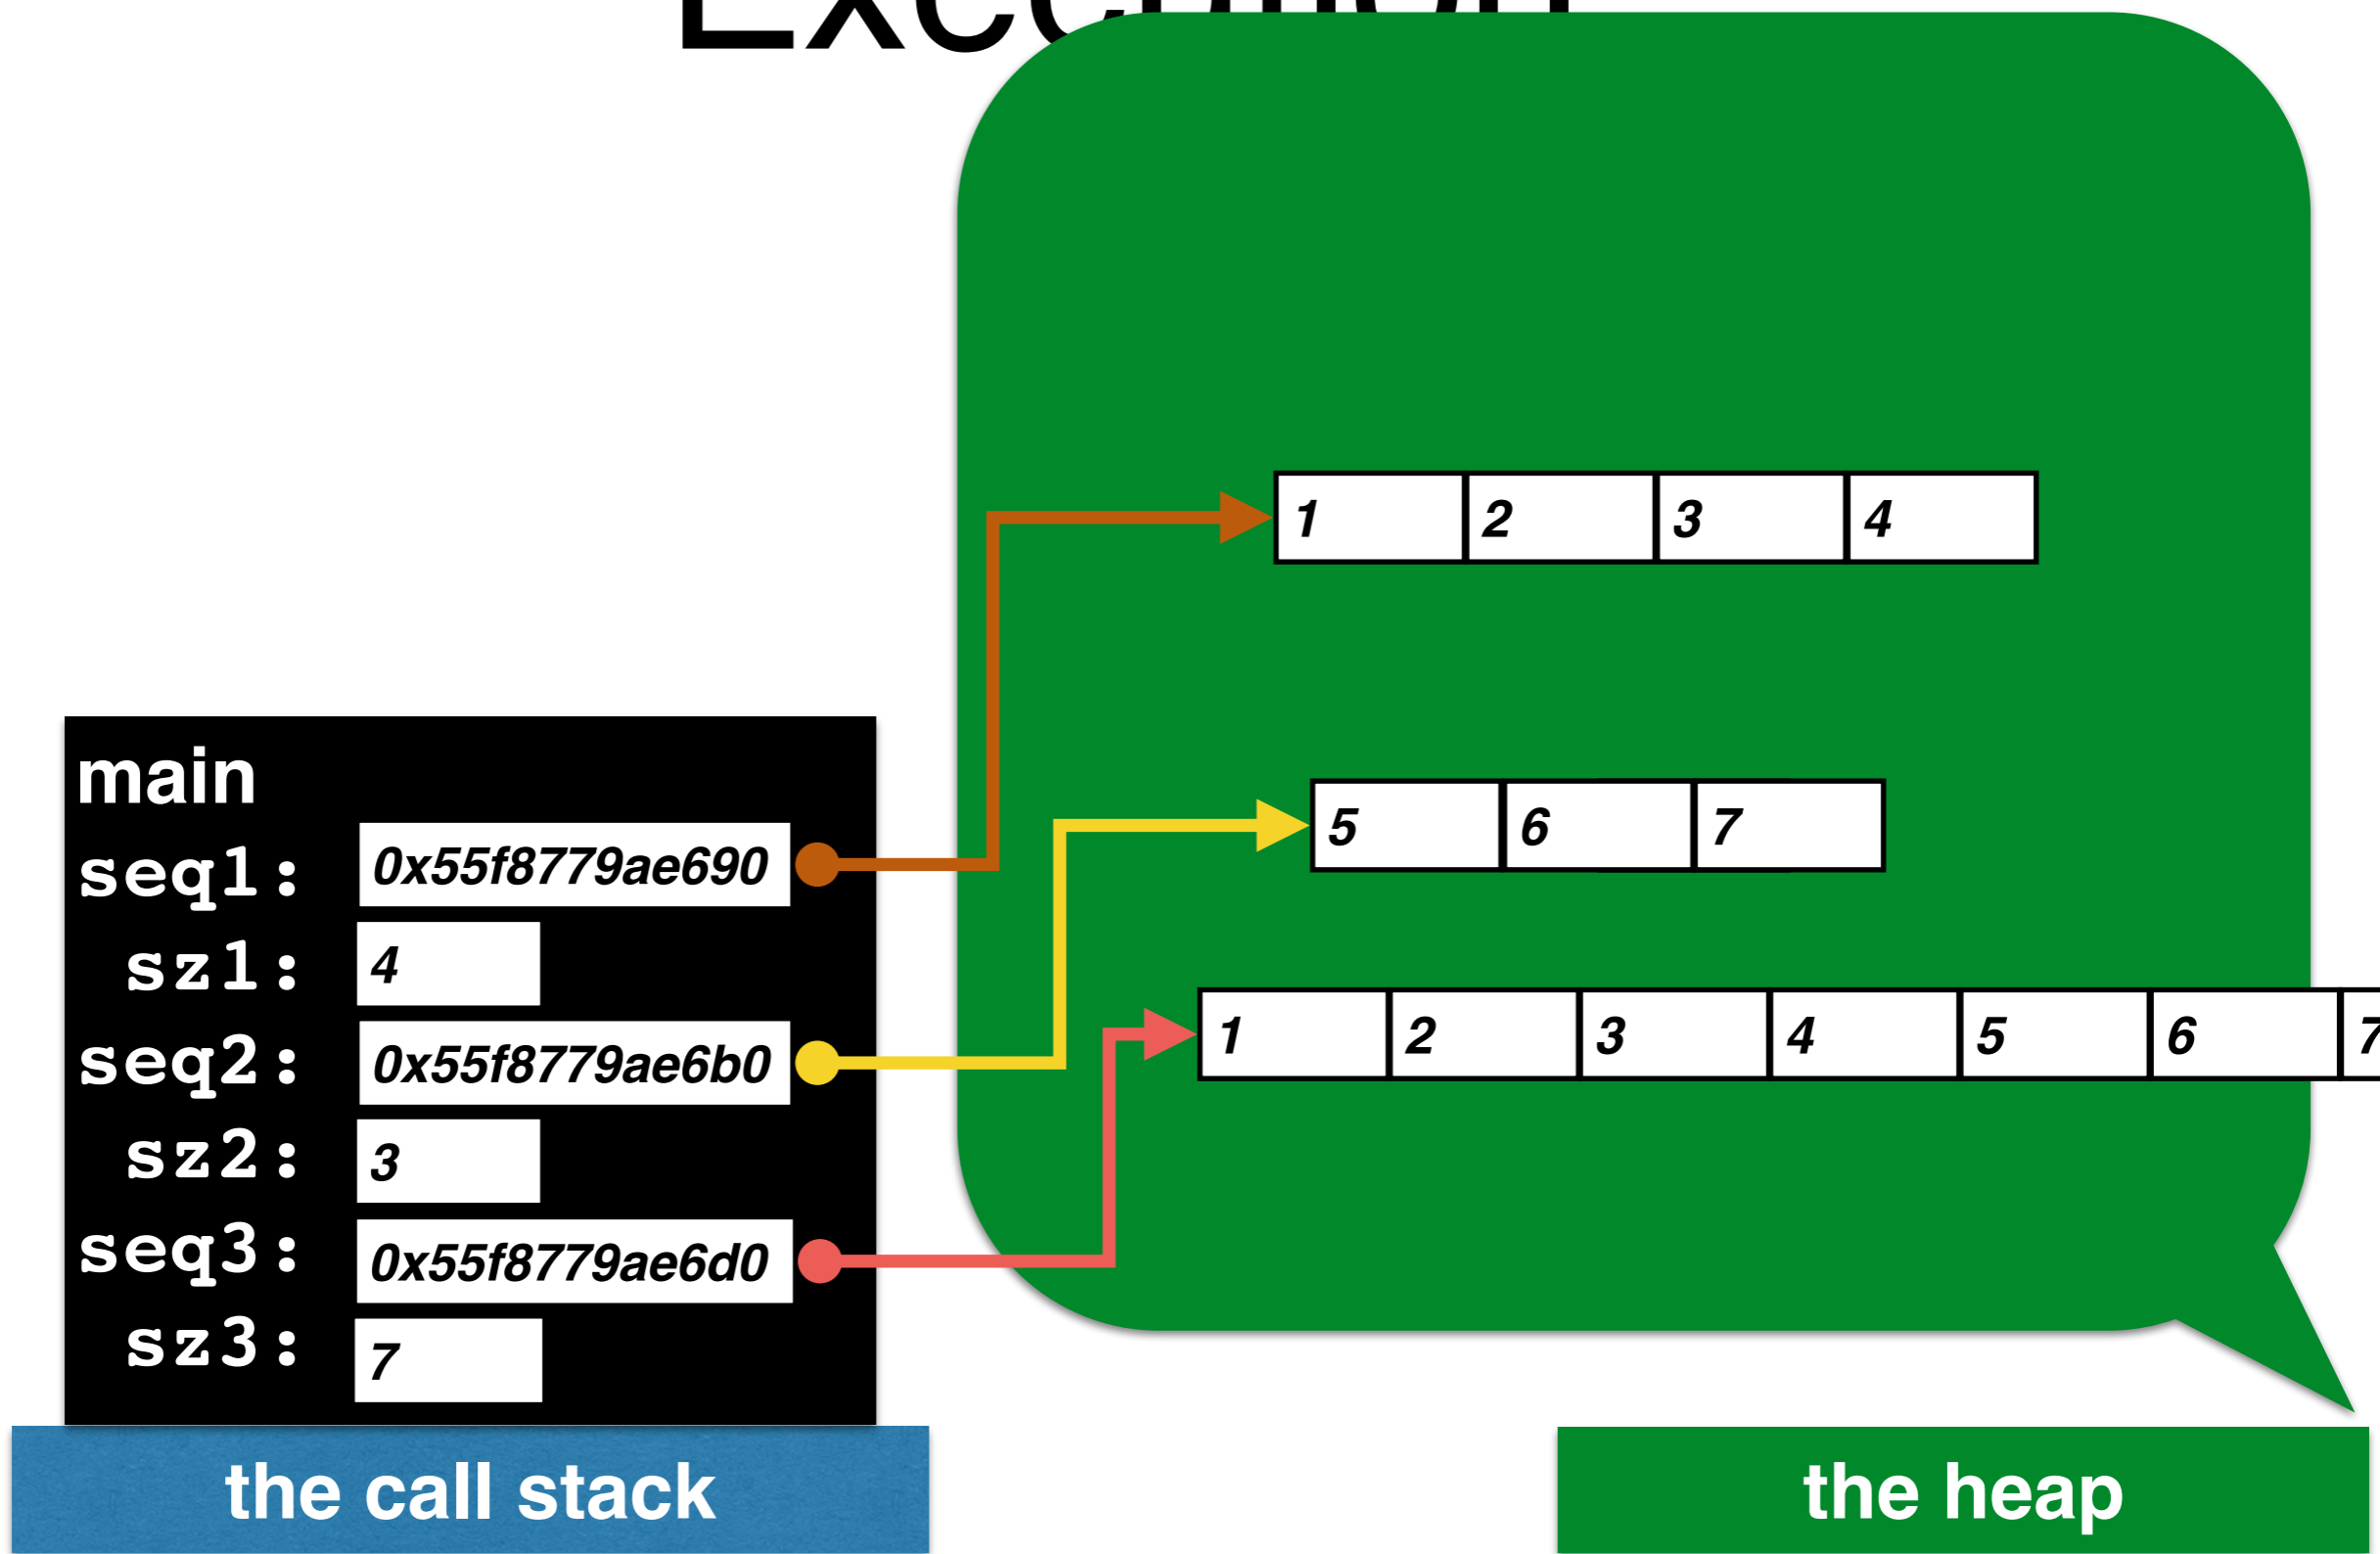 main
seq1: 0x55f8779ae690
sz1: 4
seq2: 0x55f8779ae6b0
sz2: 3
seq3: 0x55f8779ae6d0
sz3: 7
1 2 3 4
5 6 7
1 2 3 4 5 6 7
the call stack
the heap